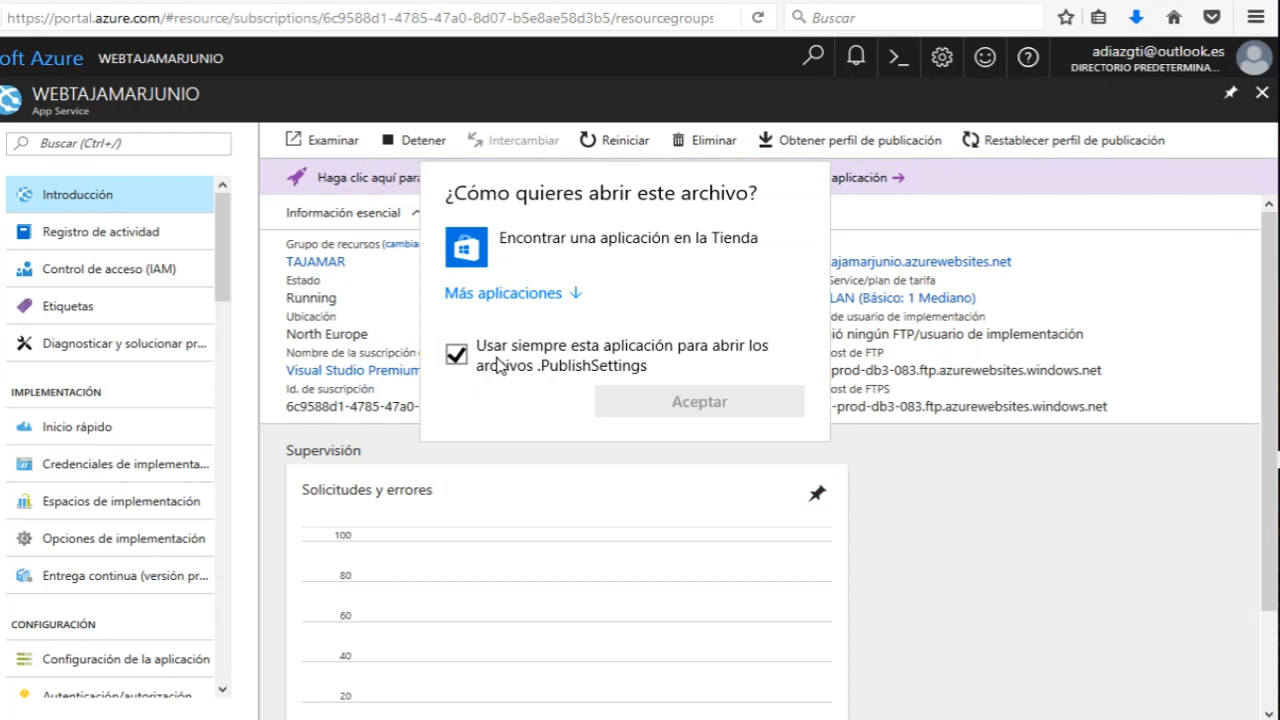 https://portal.azure.com/#resource/subscriptions/6c9588d1-4785-47a0-8d07-b5e8ae58d3b5/resourcegroups
Buscar
oft Azure WEBTAJAMARJUNIO
adiazgti@outlook.es
DIRECTORIO PREDETERMINA...
WEBTAJAMARJUNIO
App Service
Buscar (Ctrl+/)
Examinar Detener Intercambiar Reiniciar Eliminar Obtener perfil de publicación Restablecer perfil de publicación
Introducción
Registro de actividad
Control de acceso (IAM)
Etiquetas
Diagnosticar y solucionar pr...
IMPLEMENTACIÓN
Inicio rápido
Credenciales de implementa...
Espacios de implementación
Opciones de implementación
Entrega continua (versión pr...
CONFIGURACIÓN
Configuración de la aplicación
Autenticación/autorización
Haga clic aquí para
aplicación →
Información esencial
Grupo de recursos (cambia
TAJAMAR
Estado
Running
Ubicación
North Europe
Nombre de la suscripción
Visual Studio Premium
Id. de suscripción
6c9588d1-4785-47a0-
ajamarjunio.azurewebsites.net
Service/plan de tarifa
LAN (Básico: 1 Mediano)
de usuario de implementación
ió ningún FTP/usuario de implementación
ost de FTP
-prod-db3-083.ftp.azurewebsites.windows.net
ost de FTPS
-prod-db3-083.ftp.azurewebsites.windows.net
¿Cómo quieres abrir este archivo?
Encontrar una aplicación en la Tienda
Más aplicaciones ↓
Usar siempre esta aplicación para abrir los
archivos .PublishSettings
Aceptar
Supervisión
Solicitudes y errores
100
80
60
40
20